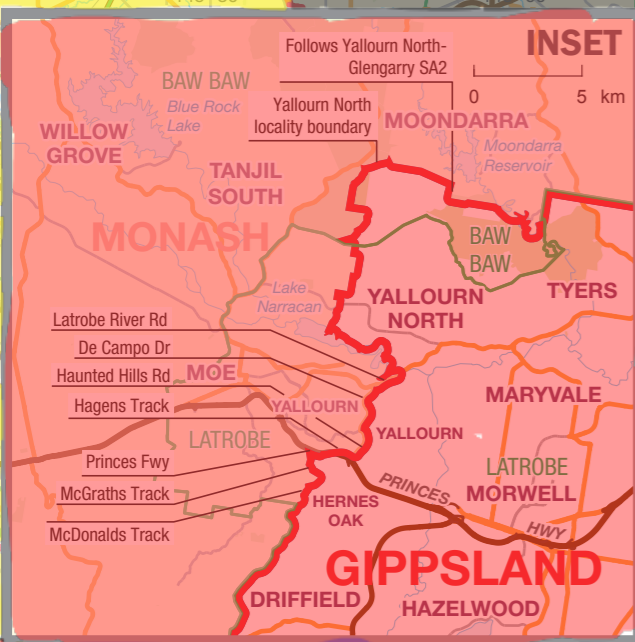 Follows Yallourn North-
Glengarry SA2
INSET
0 5 km
BAW BAW
Blue Rock
Lake
Yallourn North
locality boundary
MOONDARRA
WILLOW
GROVE
Moondarra
Reservoir
TANJIL
SOUTH
MONASH
BAW
BAW
Lake
Narracan
YALLOURN
NORTH
TYERS
Latrobe River Rd
De Campo Dr
Haunted Hills Rd
MOE
Hagens Track
YALLOURN
MARYVALE
LATROBE
YALLOURN
Princes Fwy
LATROBE
McGraths Track
PRINCES
MORWELL
HERNES
OAK
McDonalds Track
HWY
GIPPSLAND
DRIFFIELD
HAZELWOOD